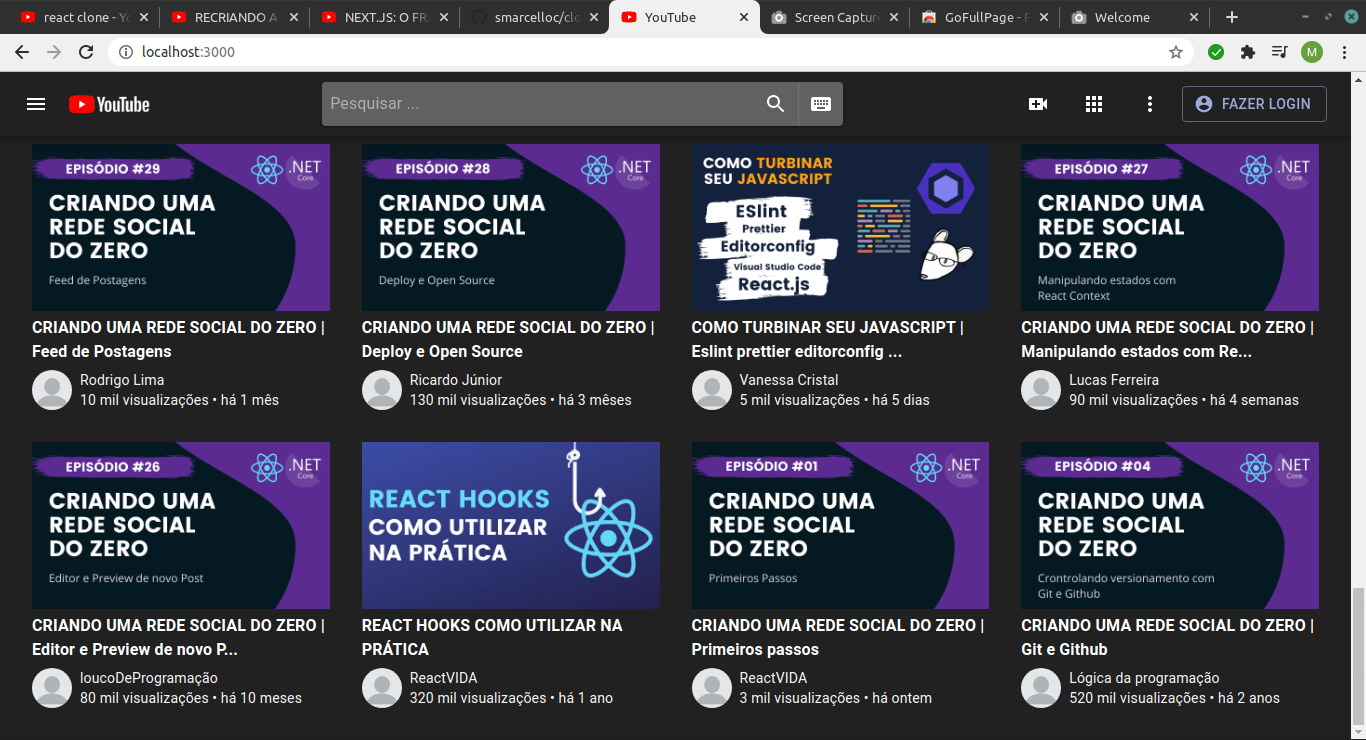 react clone - Yo
RECRIANDO A
NEXT.JS: O FRA
smarcelloc/clo
YouTube
Screen Capture
GoFullPage - F
Welcome
localhost:3000
M
YouTube
Pesquisar ...
FAZER LOGIN
EPISÓDIO #29
.NET
Core
CRIANDO UMA
REDE SOCIAL
DO ZERO
Feed de Postagens
EPISÓDIO #28
.NET
Core
CRIANDO UMA
REDE SOCIAL
DO ZERO
Deploy e Open Source
COMO TURBINAR
SEU JAVASCRIPT
ESlint
Prettier
Editorconfig
Visual Studio Code
React.js
EPISÓDIO #27
.NET
Core
CRIANDO UMA
REDE SOCIAL
DO ZERO
Manipulando estados com
React Context
CRIANDO UMA REDE SOCIAL DO ZERO |
Feed de Postagens
Rodrigo Lima
10 mil visualizações • há 1 mês
CRIANDO UMA REDE SOCIAL DO ZERO |
Deploy e Open Source
Ricardo Júnior
130 mil visualizações • há 3 mêses
COMO TURBINAR SEU JAVASCRIPT |
Eslint prettier editorconfig ...
Vanessa Cristal
5 mil visualizações • há 5 dias
CRIANDO UMA REDE SOCIAL DO ZERO |
Manipulando estados com Re...
Lucas Ferreira
90 mil visualizações • há 4 semanas
EPISÓDIO #26
.NET
Core
CRIANDO UMA
REDE SOCIAL
DO ZERO
Editor e Preview de novo Post
REACT HOOKS
COMO UTILIZAR
NA PRÁTICA
EPISÓDIO #01
.NET
Core
CRIANDO UMA
REDE SOCIAL
DO ZERO
Primeiros Passos
EPISÓDIO #04
.NET
Core
CRIANDO UMA
REDE SOCIAL
DO ZERO
Crontrolando versionamento com
Git e Github
CRIANDO UMA REDE SOCIAL DO ZERO |
Editor e Preview de novo P...
loucoDeProgramação
80 mil visualizações • há 10 meses
REACT HOOKS COMO UTILIZAR NA
PRÁTICA
ReactVIDA
320 mil visualizações • há 1 ano
CRIANDO UMA REDE SOCIAL DO ZERO |
Primeiros passos
ReactVIDA
3 mil visualizações • há ontem
CRIANDO UMA REDE SOCIAL DO ZERO |
Git e Github
Lógica da programação
520 mil visualizações • há 2 anos